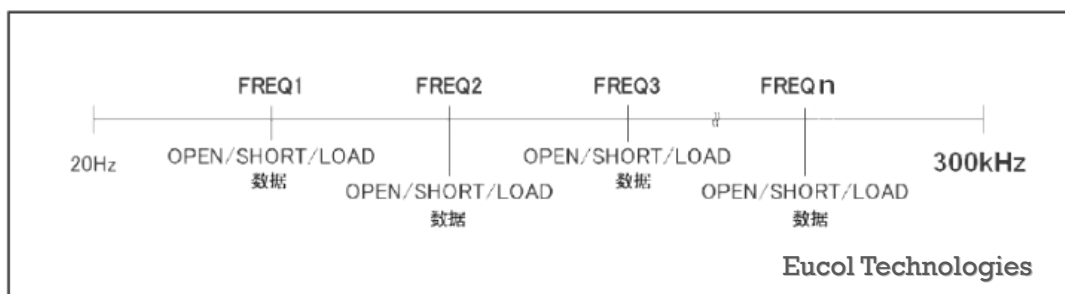 FREQ1 FREQ2 FREQ3 FREQn
20Hz OPEN/SHORT/LOAD OPEN/SHORT/LOAD 300kHz
数据 数据
OPEN/SHORT/LOAD OPEN/SHORT/LOAD
数据 数据
Eucol Technologies